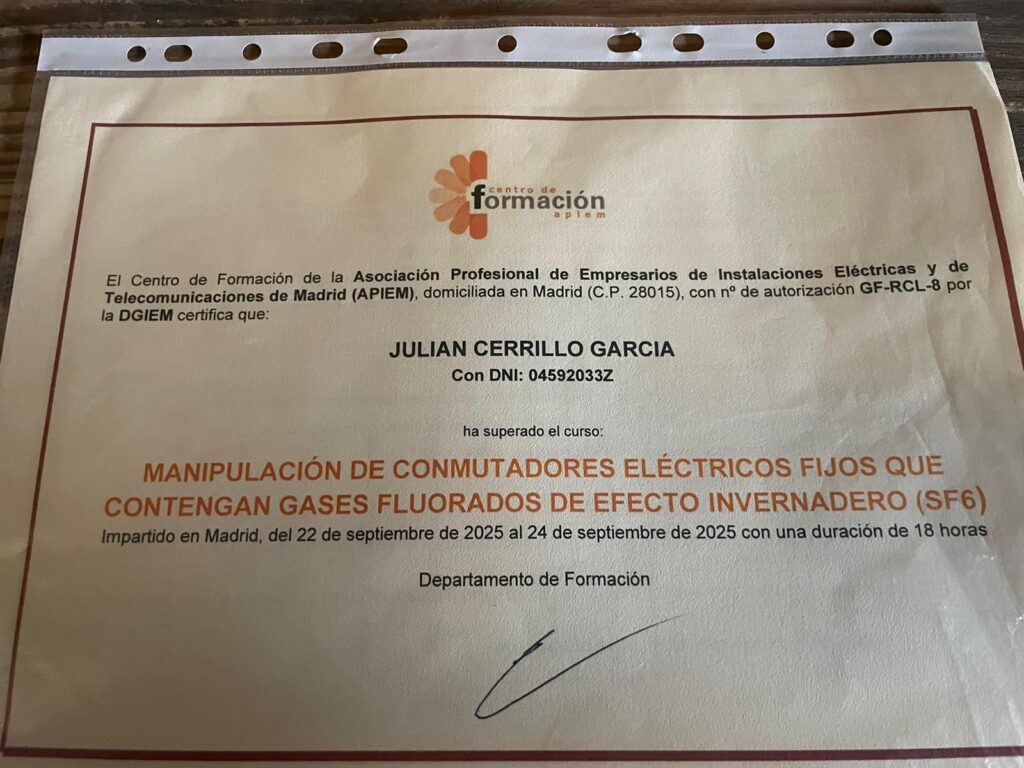 centro de
formación
apiem
El Centro de Formación de la Asociación Profesional de Empresarios de Instalaciones Eléctricas y de
Telecomunicaciones de Madrid (APIEM), domiciliada en Madrid (C.P. 28015), con nº de autorización GF-RCL-8 por
la DGIEM certifica que:
JULIAN CERRILLO GARCIA
Con DNI: 04592033Z
ha superado el curso:
MANIPULACIÓN DE CONMUTADORES ELÉCTRICOS FIJOS QUE
CONTENGAN GASES FLUORADOS DE EFECTO INVERNADERO (SF6)
Impartido en Madrid, del 22 de septiembre de 2025 al 24 de septiembre de 2025 con una duración de 18 horas
Departamento de Formación